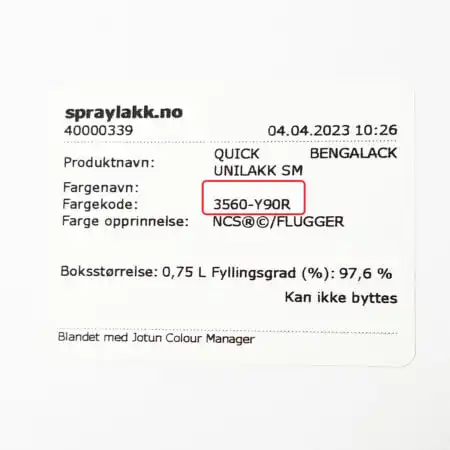 spraylakk.no
40000339 04.04.2023 10:26
Produktnavn: QUICK BENGALACK
UNILAKK SM
Fargenavn:
Fargekode: 3560-Y90R
Farge opprinnelse: NCS®©/FLUGGER
Boksstørrelse: 0,75 L Fyllingsgrad (%): 97,6 %
Kan ikke byttes
Blandet med Jotun Colour Manager